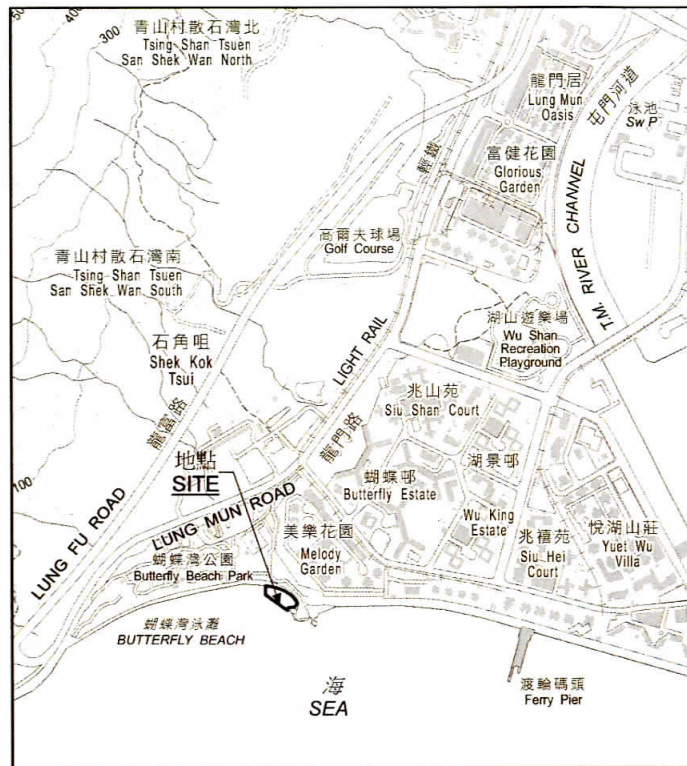 500
400
300
青山村散石灣北
Tsing Shan Tsuen
San Shek Wan North
龍門居
Lung Mun
Oasis
屯門河道
泳池
Sw P
輕鐵
富健花園
Glorious
Garden
T.M. RIVER CHANNEL
高爾夫球場
Golf Course
青山村散石灣南
Tsing Shan Tsuen
San Shek Wan South
湖山遊樂場
Wu Shan
Recreation
Playground
石角咀
Shek Kok
Tsui
LIGHT RAIL
兆山苑
Siu Shan Court
龍富路
龍門路
地點
SITE
蝴蝶邨
Butterfly Estate
湖景邨
Wu King
Estate
100
LUNG FU ROAD
LUNG MUN ROAD
美樂花園
Melody
Garden
兆禧苑
Siu Hei
Court
悅湖山莊
Yuet Wu
Villa
蝴蝶灣公園
Butterfly Beach Park
蝴蝶灣泳灘
BUTTERFLY BEACH
海
SEA
渡輪碼頭
Ferry Pier